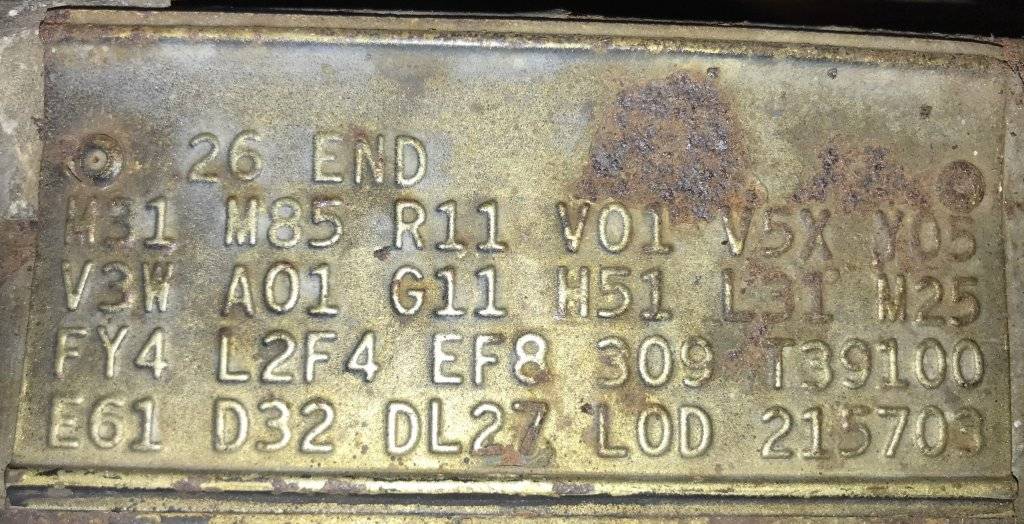 26 END
M31 M85 R11 V01 V5X Y05
V3W A01 G11 H51 L31 M25
FY4 L2F4 EF8 309 T39100
E61 D32 DL27 LOD 215703